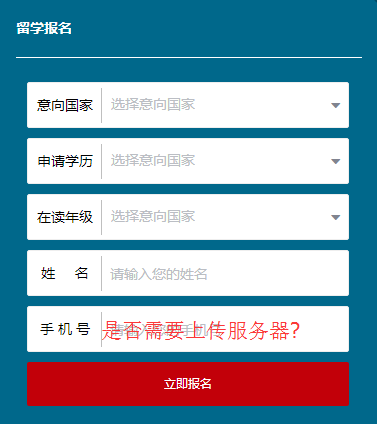 留学报名
意向国家 选择意向国家
申请学历 选择意向国家
在读年级 选择意向国家
姓 名 请输入您的姓名
手 机 号
是否需要上传服务器？
立即报名